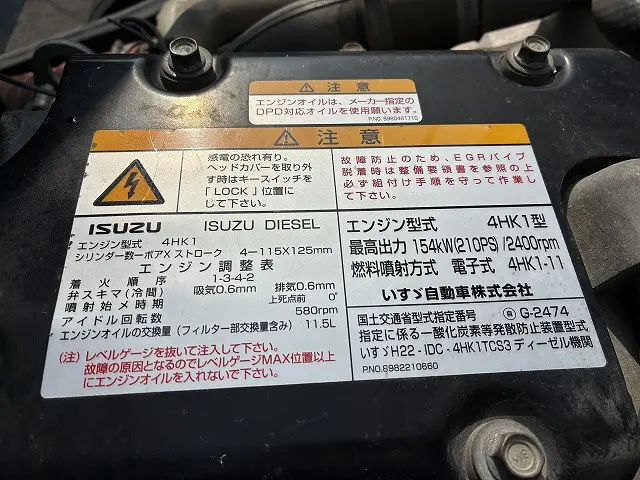 ⚠ 注意
エンジンオイルは、メーカー指定の
DPD対応オイルを使用願います。
P.NO.8980461710
⚠ 注意
感電の恐れ有り。
ヘッドカバーを取り外
す時はキースイッチを
「LOCK」位置に
して下さい。
故障防止のため、EGRパイプ
脱着時は整備要領書を参照の上
必ず組付け手順を守って作業し
て下さい。
ISUZU ISUZU DIESEL
エンジン型式 4HK1
シリンダー数ーボアX ストローク 4ー115X125mm
エンジン調整表
着火順序 1-3-4-2
弁スキマ(冷間) 吸気0.6mm 排気0.6mm
噴射始メ時期 上死点前 0°
アイドル回転数 580rpm
エンジンオイルの交換量(フィルター部交換量含み) 11.5L
(注)レベルゲージを抜いて注入して下さい。
故障の原因となるのでレベルゲージMAX位置以上
にエンジンオイルを入れないで下さい。
エンジン型式 4HK1型
最高出力 154kW(210PS)/2400rpm
燃料噴射方式 電子式 4HK1-11
いすゞ自動車株式会社
国土交通省型式指定番号 G-2474
指定に係る一酸化炭素等発散防止装置型式
いすゞH22-IDC-4HK1TCS3 ディーゼル機関
P.NO.8982210660